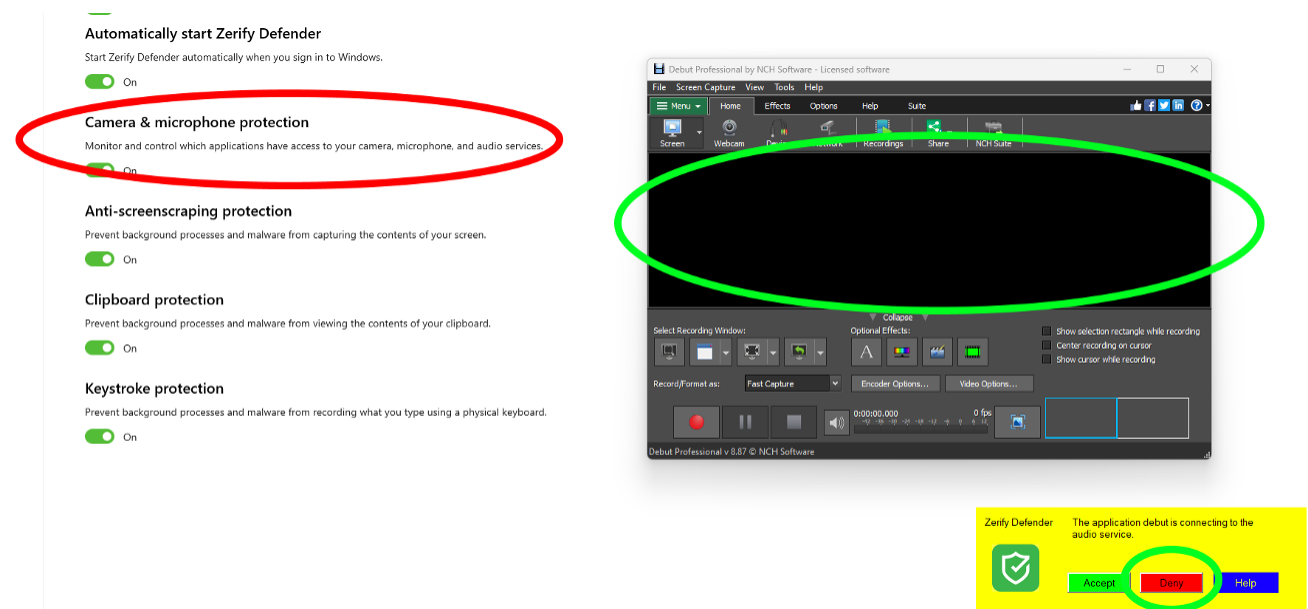 Automatically start Zerify Defender
Start Zerify Defender automatically when you sign in to Windows.
On
Camera & microphone protection
Monitor and control which applications have access to your camera, microphone, and audio services.
On
Anti-screenscraping protection
Prevent background processes and malware from capturing the contents of your screen.
On
Clipboard protection
Prevent background processes and malware from viewing the contents of your clipboard.
On
Keystroke protection
Prevent background processes and malware from recording what you type using a physical keyboard.
On
Debut Professional by NCH Software - Licensed software
File Screen Capture View Tools Help
Menu Home Effects Options Help Suite
Screen Webcam Recordings Share NCH Suite
Collapse
Select Recording Window: Optional Effects:
Show selection rectangle while recording
Center recording on cursor
Show cursor while recording
Record/Format as: Fast Capture Encoder Options... Video Options...
0:00:00.000 0 fps
Debut Professional v 8.87 © NCH Software
Zerify Defender
The application debut is connecting to the
audio service.
Accept Deny Help